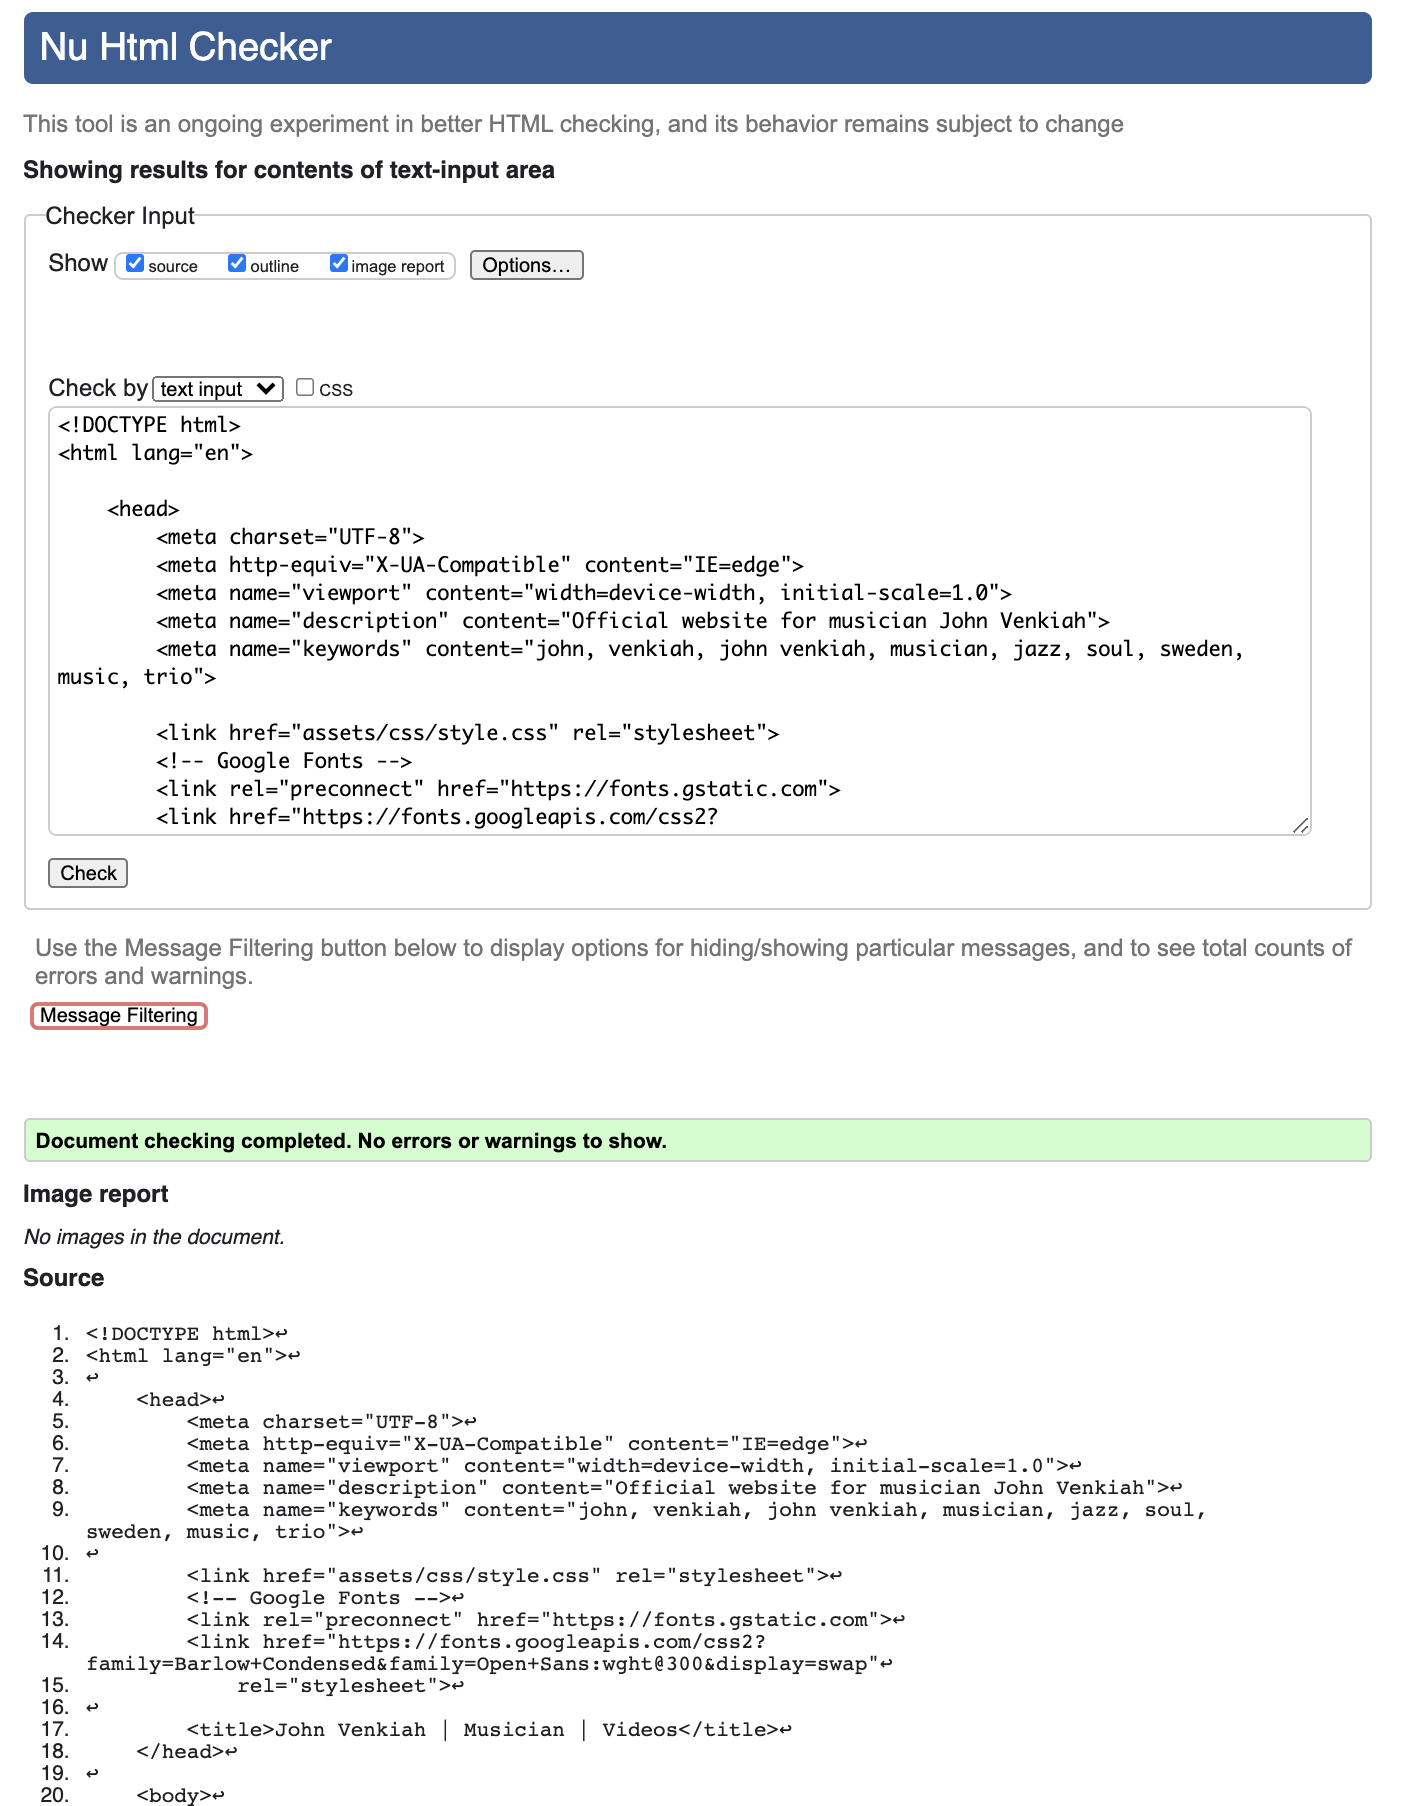 Nu Html Checker
This tool is an ongoing experiment in better HTML checking, and its behavior remains subject to change
Showing results for contents of text-input area
Checker Input
Show source outline image report Options...
Check by text input css
<!DOCTYPE html>
<html lang="en">
    <head>
        <meta charset="UTF-8">
        <meta http-equiv="X-UA-Compatible" content="IE=edge">
        <meta name="viewport" content="width=device-width, initial-scale=1.0">
        <meta name="description" content="Official website for musician John Venkiah">
        <meta name="keywords" content="john, venkiah, john venkiah, musician, jazz, soul, sweden,
music, trio">
        <link href="assets/css/style.css" rel="stylesheet">
        <!-- Google Fonts -->
        <link rel="preconnect" href="https://fonts.gstatic.com">
        <link href="https://fonts.googleapis.com/css2?
Check
Use the Message Filtering button below to display options for hiding/showing particular messages, and to see total counts of
errors and warnings.
Message Filtering
Document checking completed. No errors or warnings to show.
Image report
No images in the document.
Source
1. <!DOCTYPE html>↩
2. <html lang="en">↩
3. ↩
4.     <head>↩
5.         <meta charset="UTF-8">↩
6.         <meta http-equiv="X-UA-Compatible" content="IE=edge">↩
7.         <meta name="viewport" content="width=device-width, initial-scale=1.0">↩
8.         <meta name="description" content="Official website for musician John Venkiah">↩
9.         <meta name="keywords" content="john, venkiah, john venkiah, musician, jazz, soul,
sweden, music, trio">↩
10. ↩
11.         <link href="assets/css/style.css" rel="stylesheet">↩
12.         <!-- Google Fonts -->↩
13.         <link rel="preconnect" href="https://fonts.gstatic.com">↩
14.         <link href="https://fonts.googleapis.com/css2?
family=Barlow+Condensed&family=Open+Sans:wght@300&display=swap"↩
15.             rel="stylesheet">↩
16. ↩
17.         <title>John Venkiah | Musician | Videos</title>↩
18.     </head>↩
19. ↩
20.     <body>↩